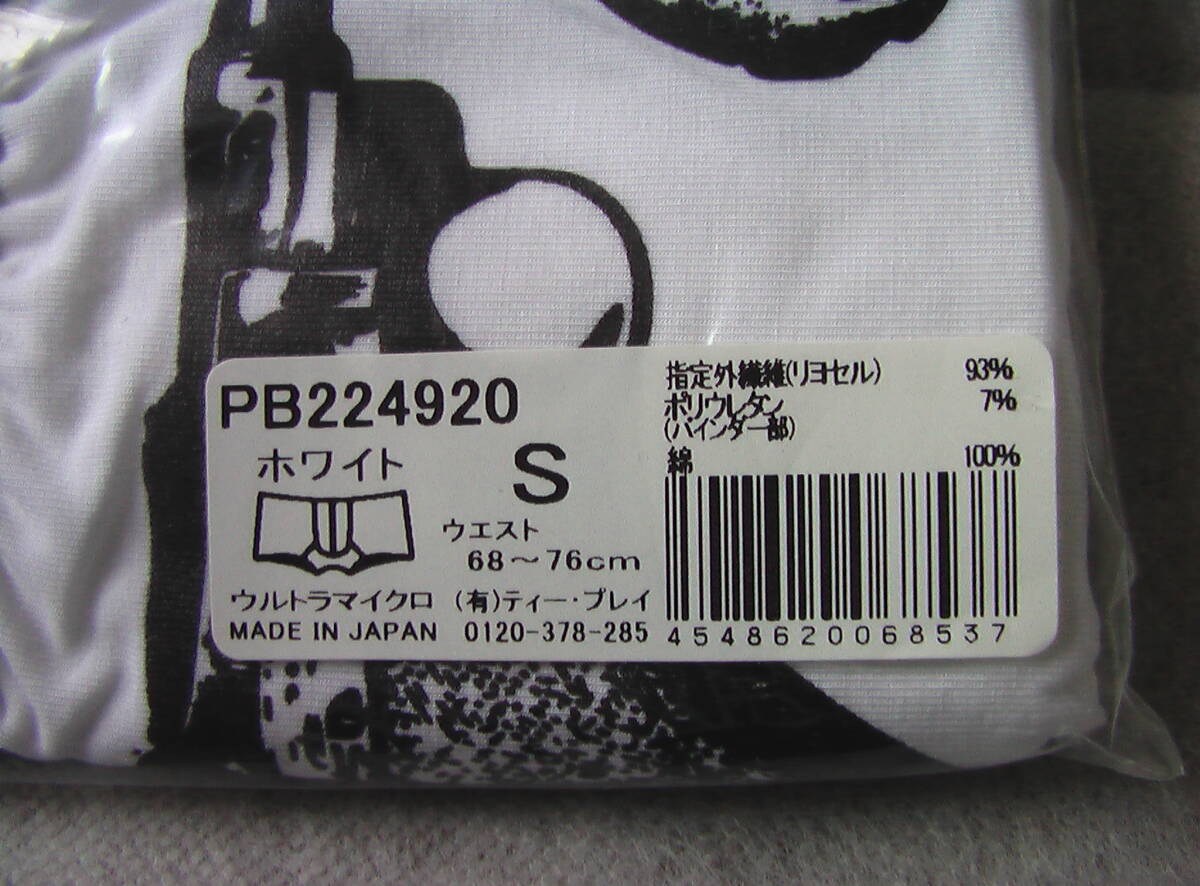 PB224920
ホワイト S
ウエスト
68～76cm
ウルトラマイクロ (有)ティー・プレイ
MADE IN JAPAN 0120-378-285
指定外繊維(リヨセル) 93%
ポリウレタン 7%
(バインダー部)
綿 100%
4548620068537